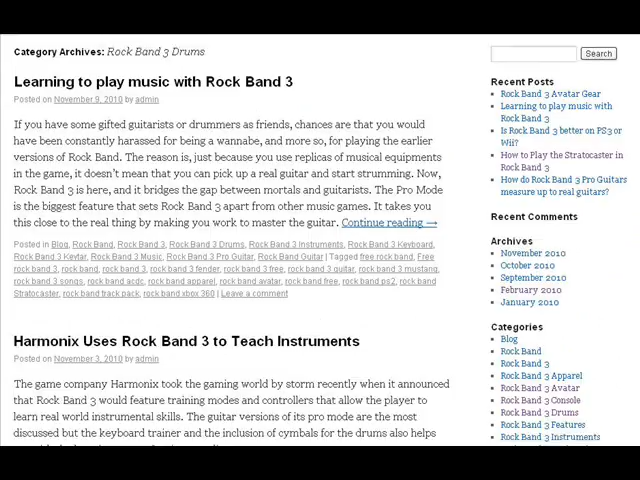 Category Archives: Rock Band 3 Drums
Learning to play music with Rock Band 3
Posted on November 9, 2010 by admin
If you have some gifted guitarists or drummers as friends, chances are that you would
have been constantly harassed for being a wannabe, and more so, for playing the earlier
versions of Rock Band. The reason is, just because you use replicas of musical equipments
in the game, it doesn't mean that you can pick up a real guitar and start strumming. Now,
Rock Band 3 is here, and it bridges the gap between mortals and guitarists. The Pro Mode
is the biggest feature that sets Rock Band 3 apart from other music games. It takes you
this close to the real thing by making you work to master the guitar. Continue reading →
Posted in Blog, Rock Band, Rock Band 3, Rock Band 3 Drums, Rock Band 3 Instruments, Rock Band 3 Keyboard,
Rock Band 3 Keytar, Rock Band 3 Music, Rock Band 3 Pro Guitar, Rock Band Guitar | Tagged free rock band, Free
rock band 3, rock band, rock band 3, rock band 3 fender, rock band 3 free, rock band 3 guitar, rock band 3 mustang,
rock band 3 songs, rock band acdc, rock band apparel, rock band avatar, rock band free, rock band ps2, rock band
Stratocaster, rock band track pack, rock band xbox 360 | Leave a comment
Harmonix Uses Rock Band 3 to Teach Instruments
Posted on November 3, 2010 by admin
The game company Harmonix took the gaming world by storm recently when it announced
that Rock Band 3 would feature training modes and controllers that allow the player to
learn real world instrumental skills. The guitar versions of its pro mode are the most
discussed but the keyboard trainer and the inclusion of cymbals for the drums also helps
Search
Recent Posts
Rock Band 3 Avatar Gear
Learning to play music with
Rock Band 3
Is Rock Band 3 better on PS3 or
Wii?
How to Play the Stratocaster in
Rock Band 3
How do Rock Band 3 Pro Guitars
measure up to real guitars?
Recent Comments
Archives
November 2010
October 2010
September 2010
February 2010
January 2010
Categories
Blog
Rock Band
Rock Band 3
Rock Band 3 Apparel
Rock Band 3 Avatar
Rock Band 3 Console
Rock Band 3 Drums
Rock Band 3 Features
Rock Band 3 Instruments